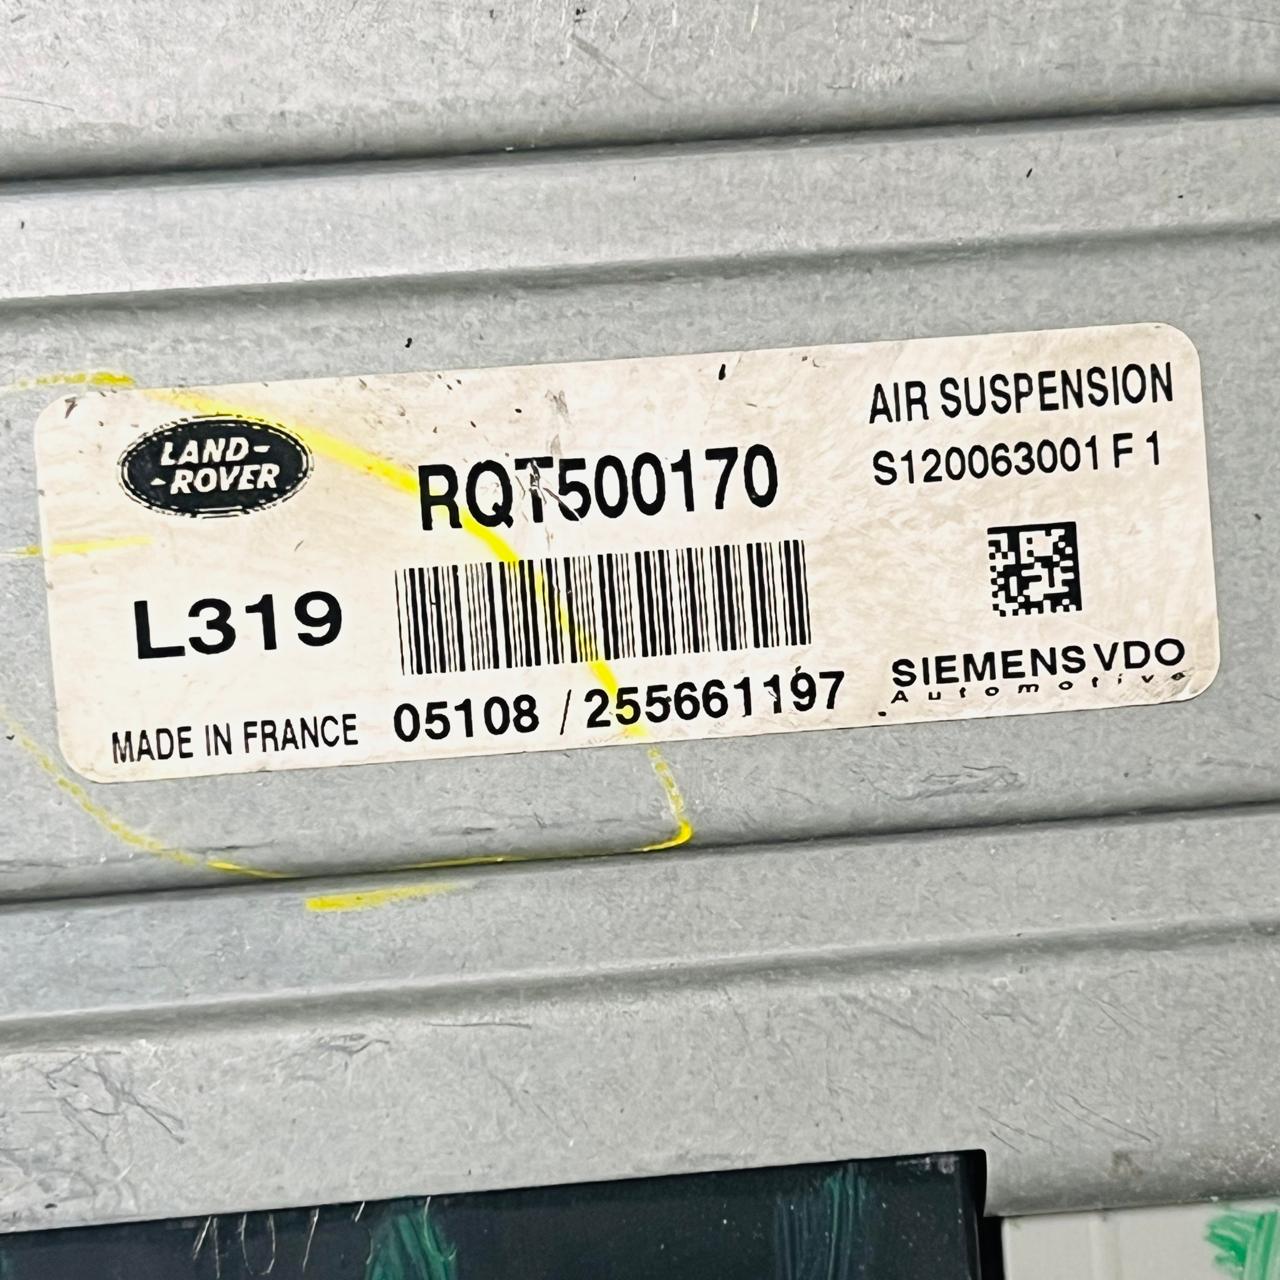 LAND-
-ROVER
RQT500170
AIR SUSPENSION
S120063001 F 1
L319
MADE IN FRANCE
05108 / 255661197
SIEMENS VDO
Automotive